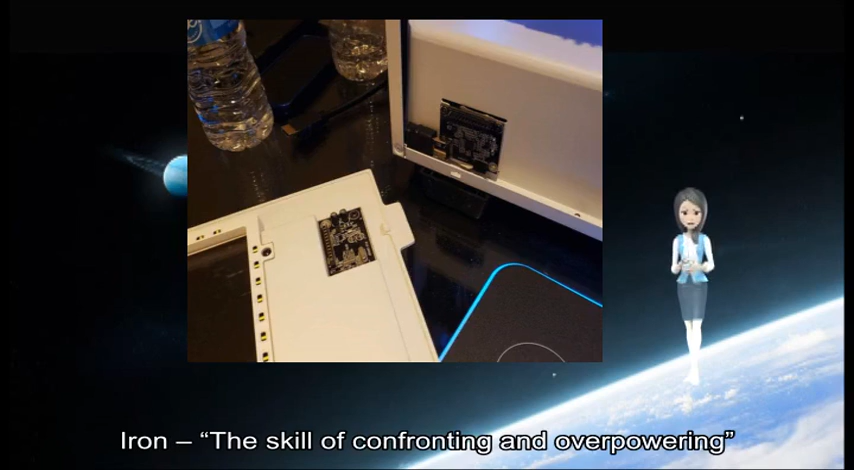 Iron – “The skill of confronting and overpowering”